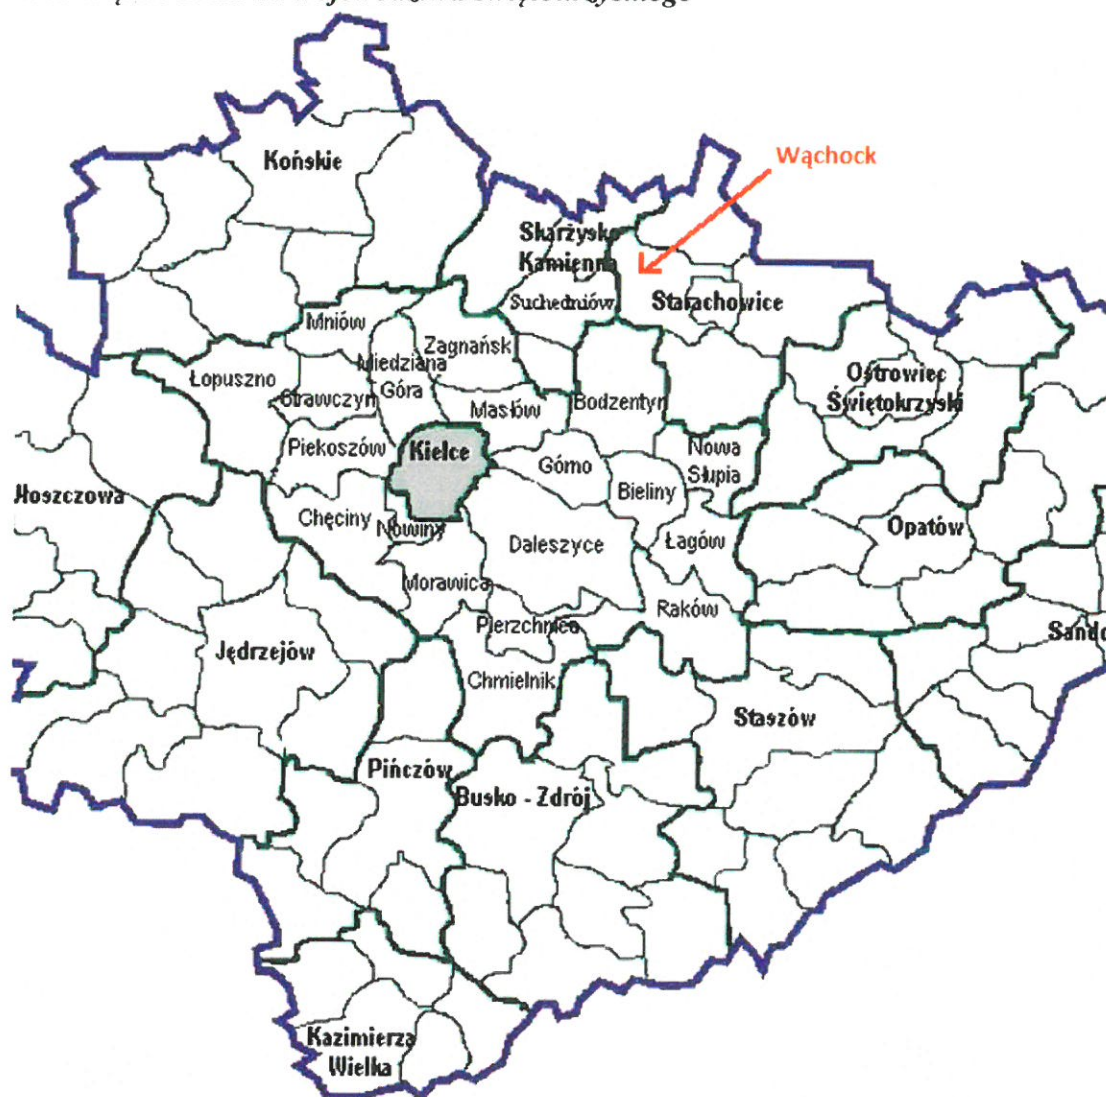 Końskie
Wąchock
Skarżysko
Kamienna
Suchedniów
Starachowice
Mniów
Zagnańsk
Miedziana
Góra
Łopuszno
Strawczyn
Masłów
Bodzentyn
Ostrowiec
Świętokrzyski
Piekoszów
Kielce
Górno
Nowa
Słupia
Bieliny
Włoszczowa
Chęciny
Nowiny
Daleszyce
Łagów
Opatów
Morawica
Raków
Pierzchnica
Sando
Jędrzejów
Chmielnik
Staszów
Pińczów
Busko - Zdrój
Kazimierza
Wielka